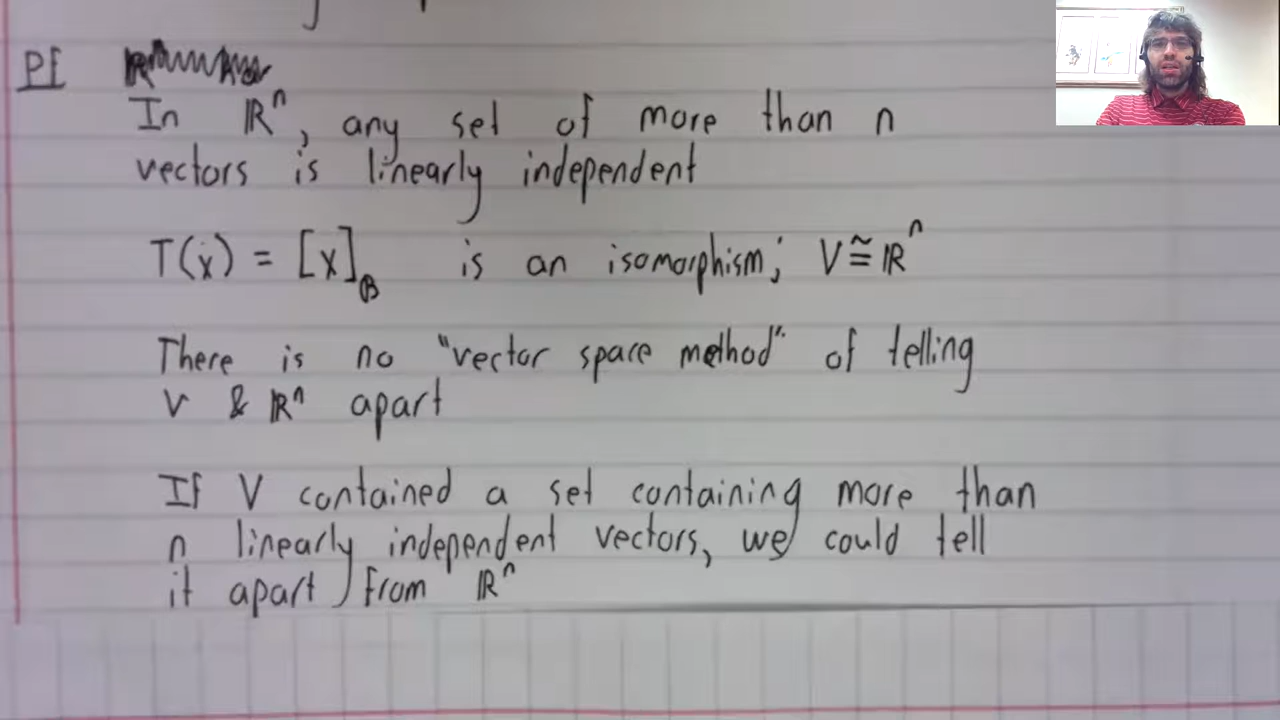 Pf
In ℝⁿ, any set of more than n
vectors is linearly independent
T(x) = [x]_B is an isomorphism; V ≅ ℝⁿ
There is no "vector space method" of telling
V & ℝⁿ apart
If V contained a set containing more than
n linearly independent vectors, we could tell
it apart from ℝⁿ